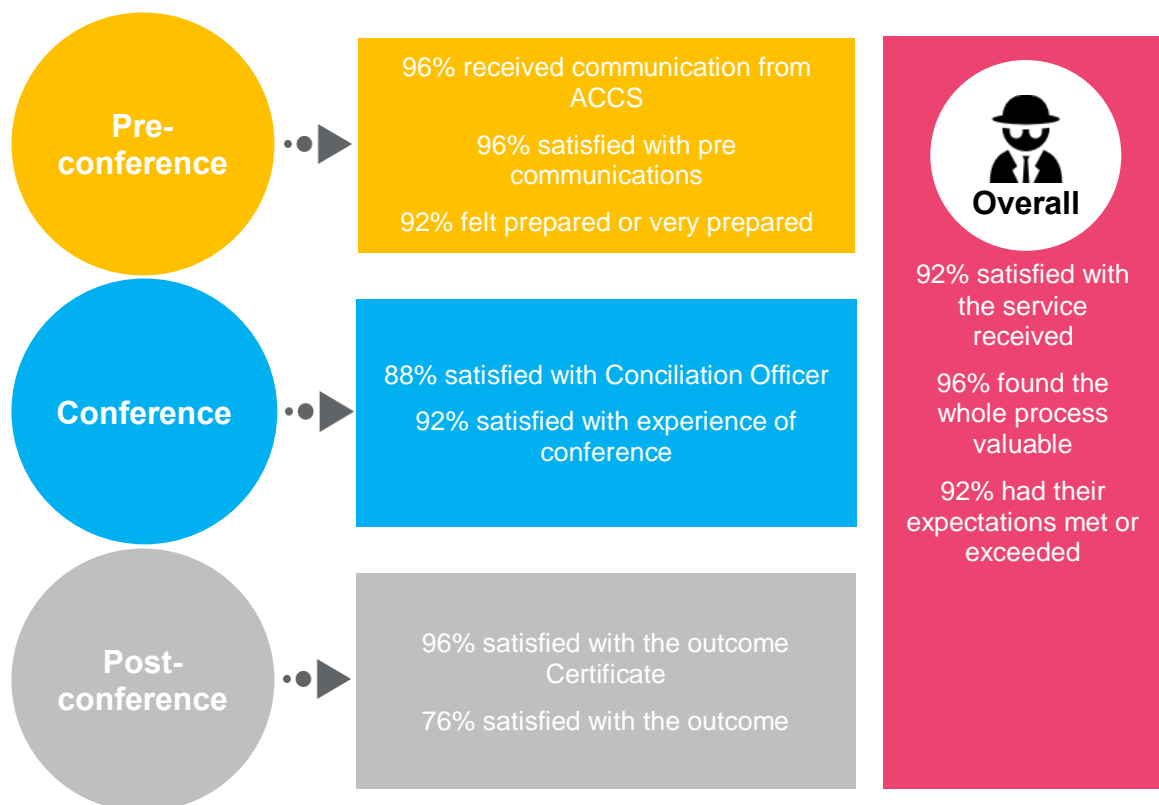 Pre-
conference
96% received communication from
ACCS
96% satisfied with pre
communications
92% felt prepared or very prepared
Conference
88% satisfied with Conciliation Officer
92% satisfied with experience of
conference
Post-
conference
96% satisfied with the outcome
Certificate
76% satisfied with the outcome
Overall
92% satisfied with
the service
received
96% found the
whole process
valuable
92% had their
expectations met or
exceeded